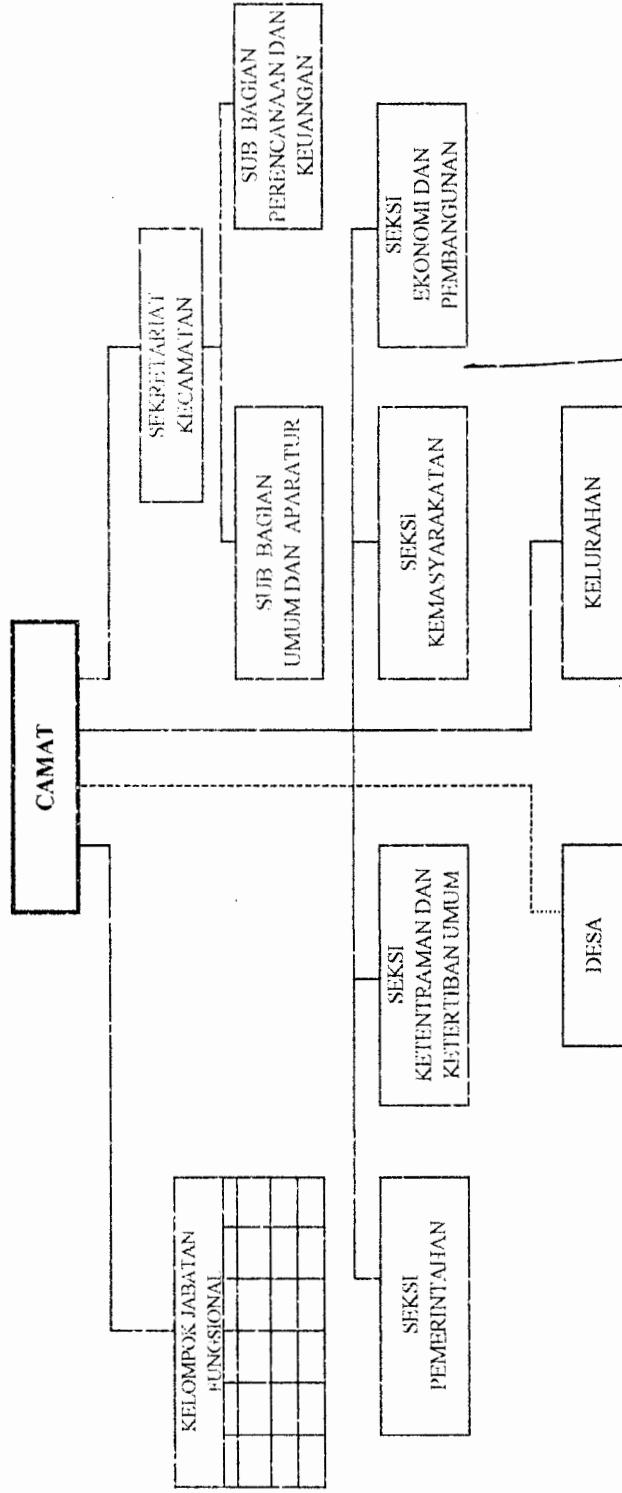 CAMAT
SEKRETARIAT
KECAMATAN
KELOMPOK JABATAN
FUNGSIONAL
SUB BAGIAN
UMUM DAN APARATUR
SUB BAGIAN
PERENCANAAN DAN
KEUANGAN
SEKSI
PEMERINTAHAN
SEKSI
KETENTRAMAN DAN
KETERTIBAN UMUM
SEKSI
KEMASYARAKATAN
SEKSI
EKONOMI DAN
PEMBANGUNAN
DESA
KELURAHAN